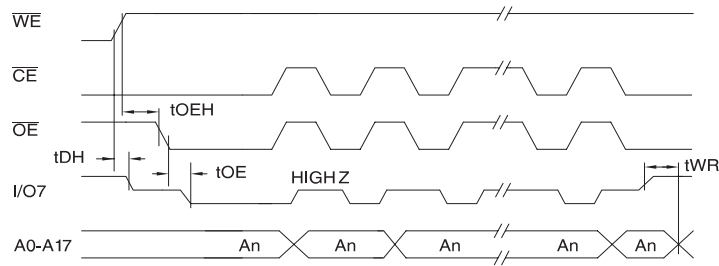 WE
CE
tOEH
OE
tDH
tOE
tWR
HIGH Z
I/O7
A0-A17 An An An An An